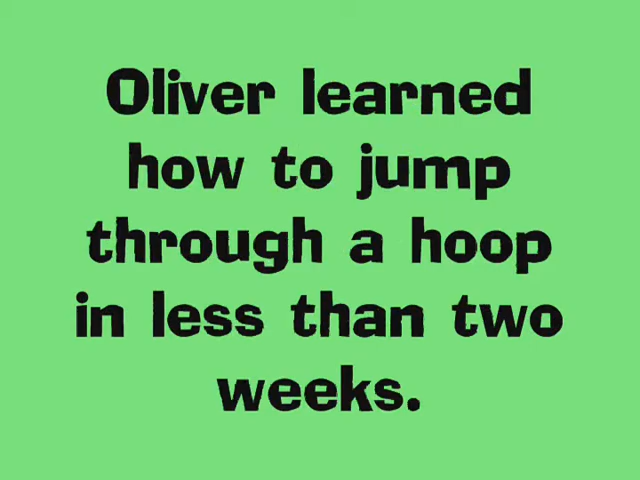 Oliver learned
how to jump
through a hoop
in less than two
weeks.